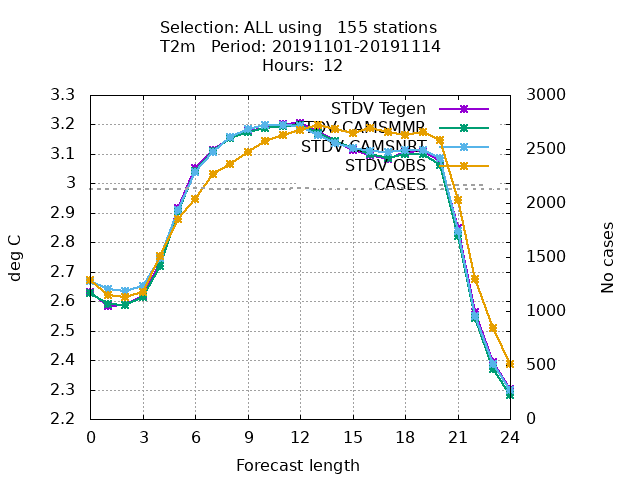 Selection: ALL using   155 stations
T2m   Period: 20191101-20191114
Hours:  12
3.3
3.2
3.1
3
2.9
2.8
2.7
2.6
2.5
2.4
2.3
2.2
deg C
STDV Tegen
STDV CAMSMMR
STDV CAMSNRT
STDV OBS
CASES
3000
2500
2000
1500
1000
500
0
No cases
0 3 6 9 12 15 18 21 24
Forecast length